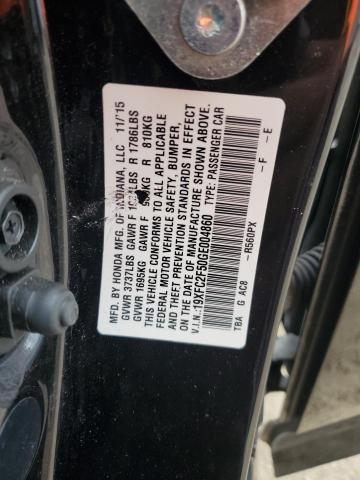 MFD. BY HONDA MFG. OF INDIANA, LLC 11/15
GVWR 3737LBS GAWR F LBS R 1786LBS
GVWR 1695KG GAWR F KG R 810KG
THIS VEHICLE CONFORMS TO ALL APPLICABLE
FEDERAL MOTOR VEHICLE SAFETY, BUMPER,
AND THEFT PREVENTION STANDARDS IN EFFECT
ON THE DATE OF MANUFACTURE SHOWN ABOVE.
V.I.N.:19XFC2F50GE004860 TYPE: PASSENGER CAR
TBA G AC8 -R560PX -F -E